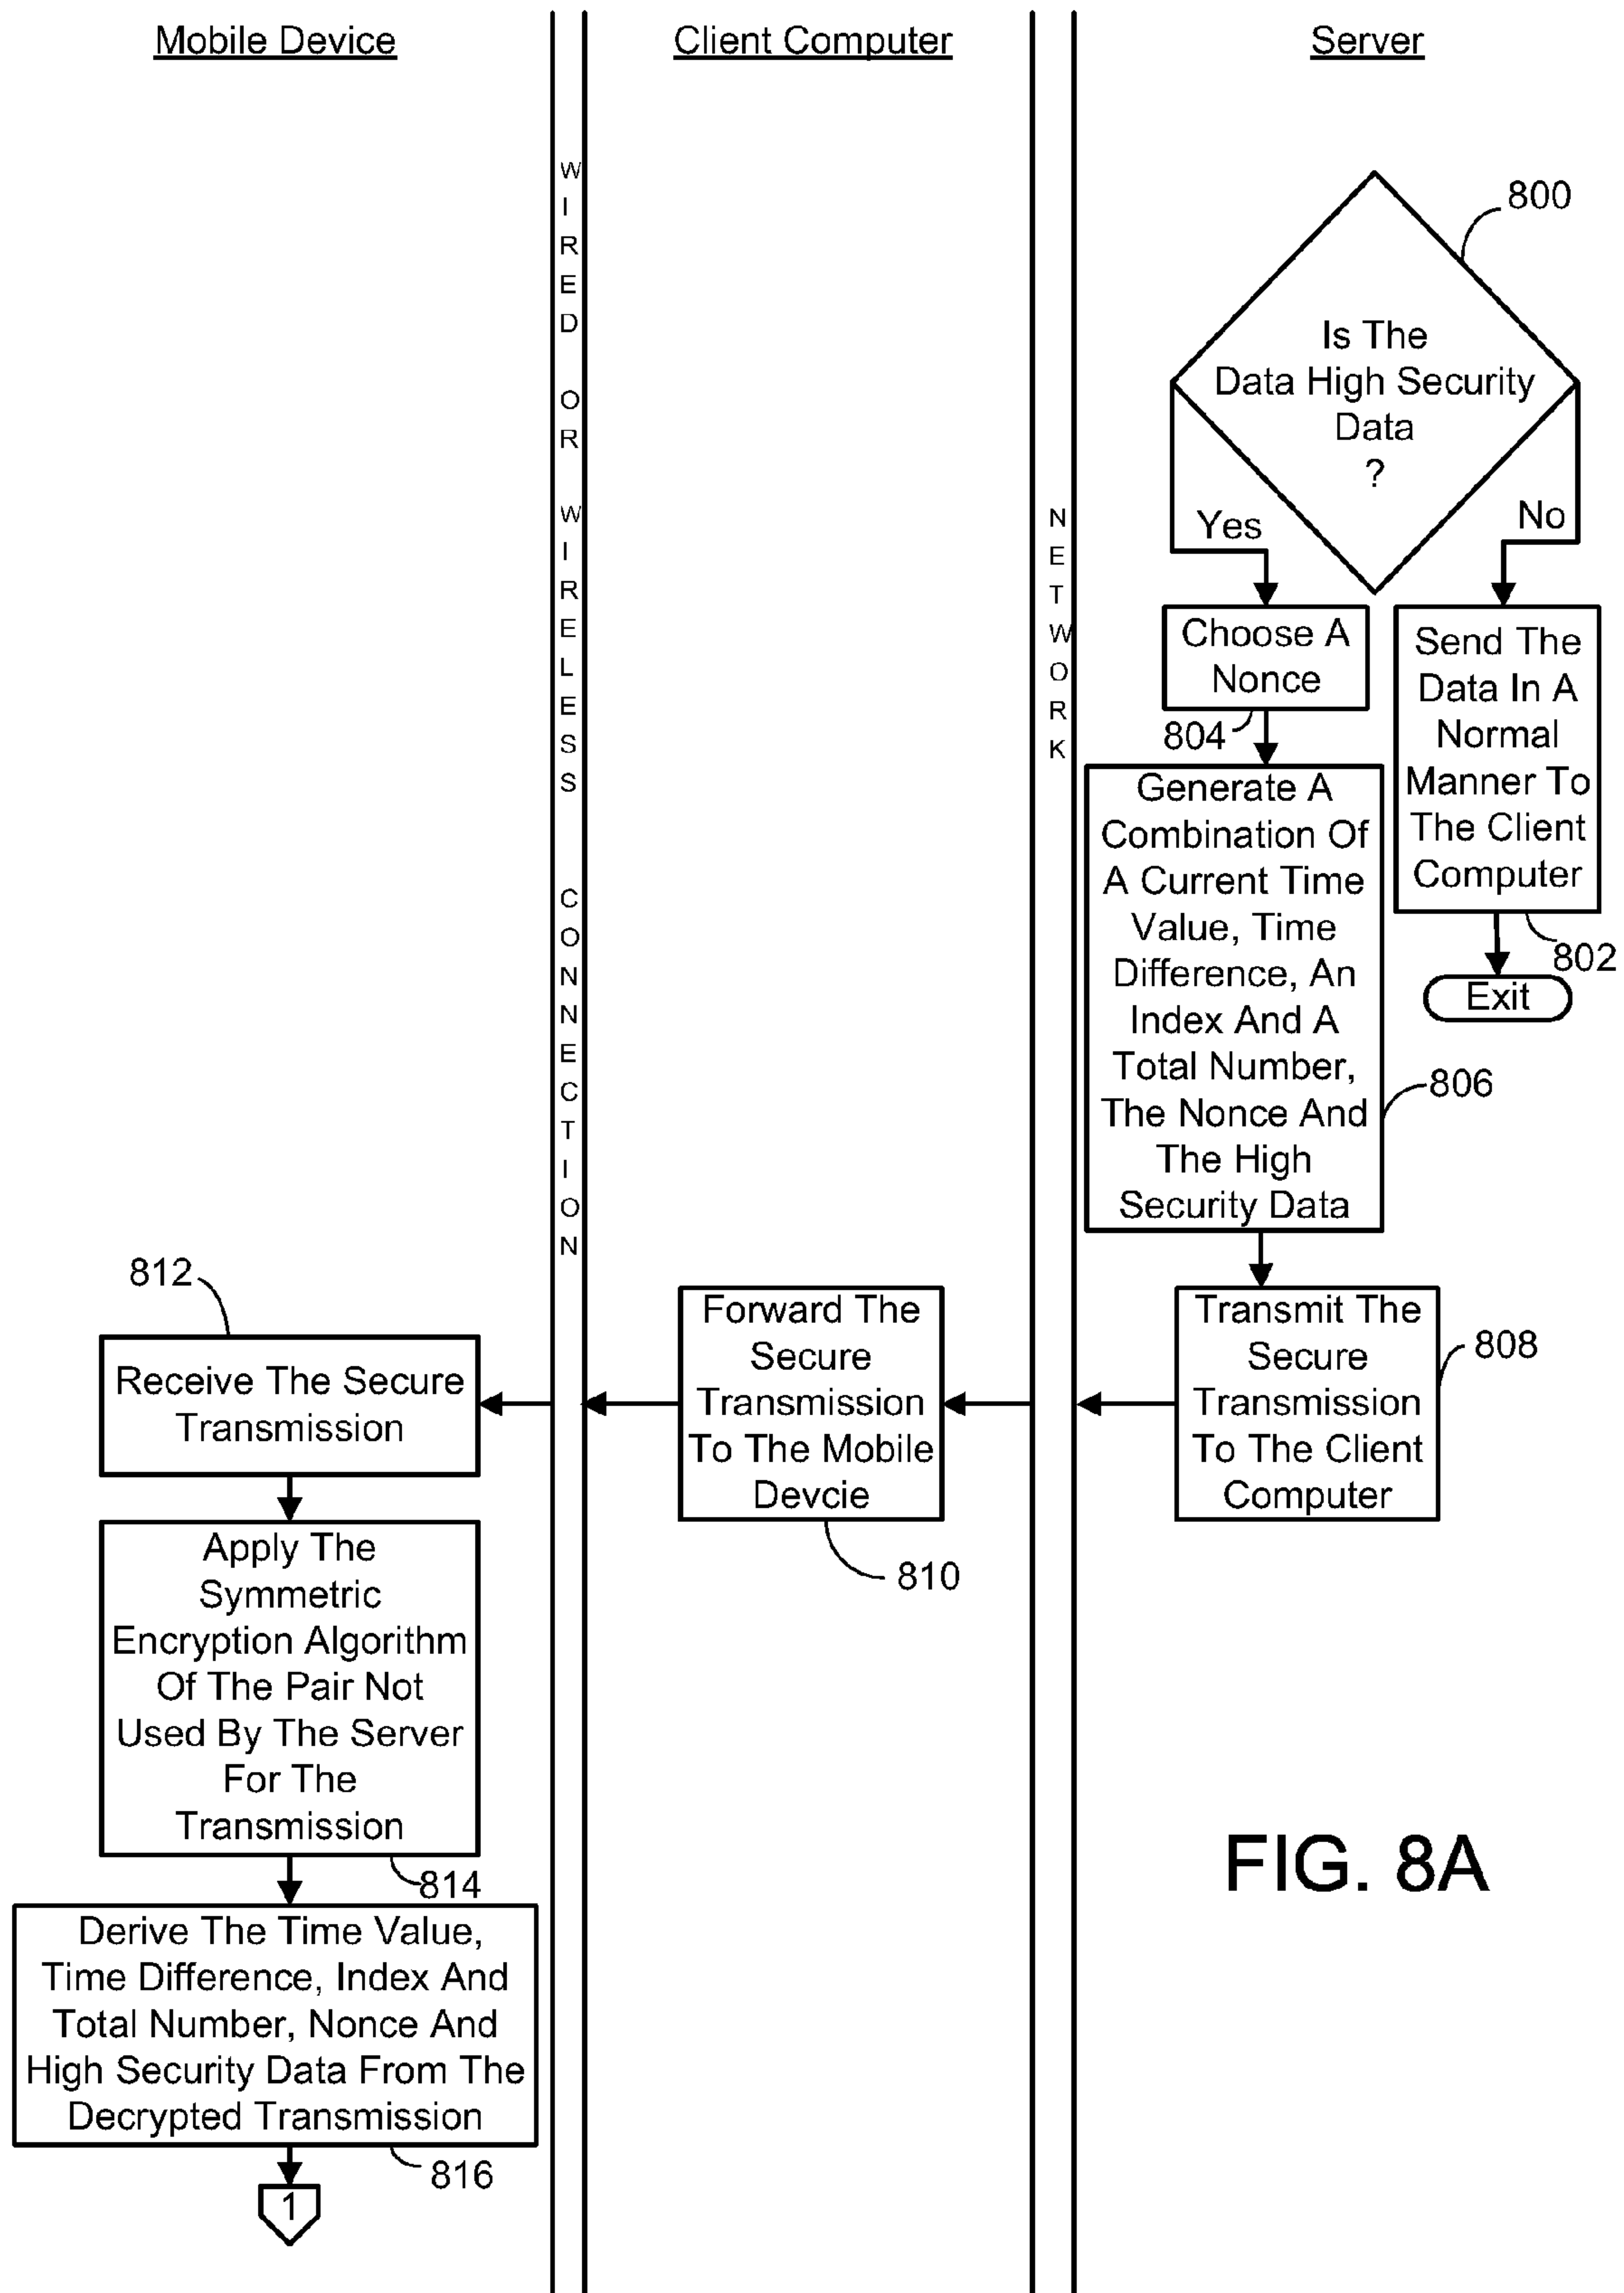 Mobile Device
Client Computer
Server
WIRED OR WIRELESS CONNECTION
NETWORK
800
Is The
Data High Security
Data
?
Yes
No
Choose A
Nonce
804
Send The
Data In A
Normal
Manner To
The Client
Computer
802
Exit
Generate A
Combination Of
A Current Time
Value, Time
Difference, An
Index And A
Total Number,
The Nonce And
The High
Security Data
806
Transmit The
Secure
Transmission
To The Client
Computer
808
Forward The
Secure
Transmission
To The Mobile
Devcie
810
812
Receive The Secure
Transmission
Apply The
Symmetric
Encryption Algorithm
Of The Pair Not
Used By The Server
For The
Transmission
814
Derive The Time Value,
Time Difference, Index And
Total Number, Nonce And
High Security Data From The
Decrypted Transmission
816
1
FIG. 8A